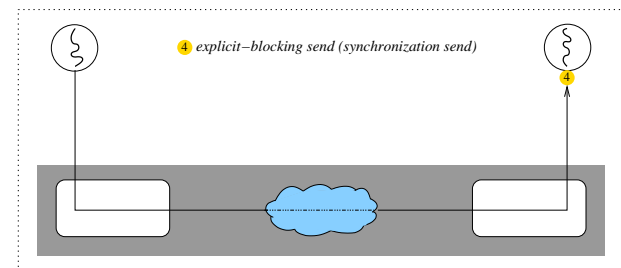 4 explicit–blocking send (synchronization send)
4